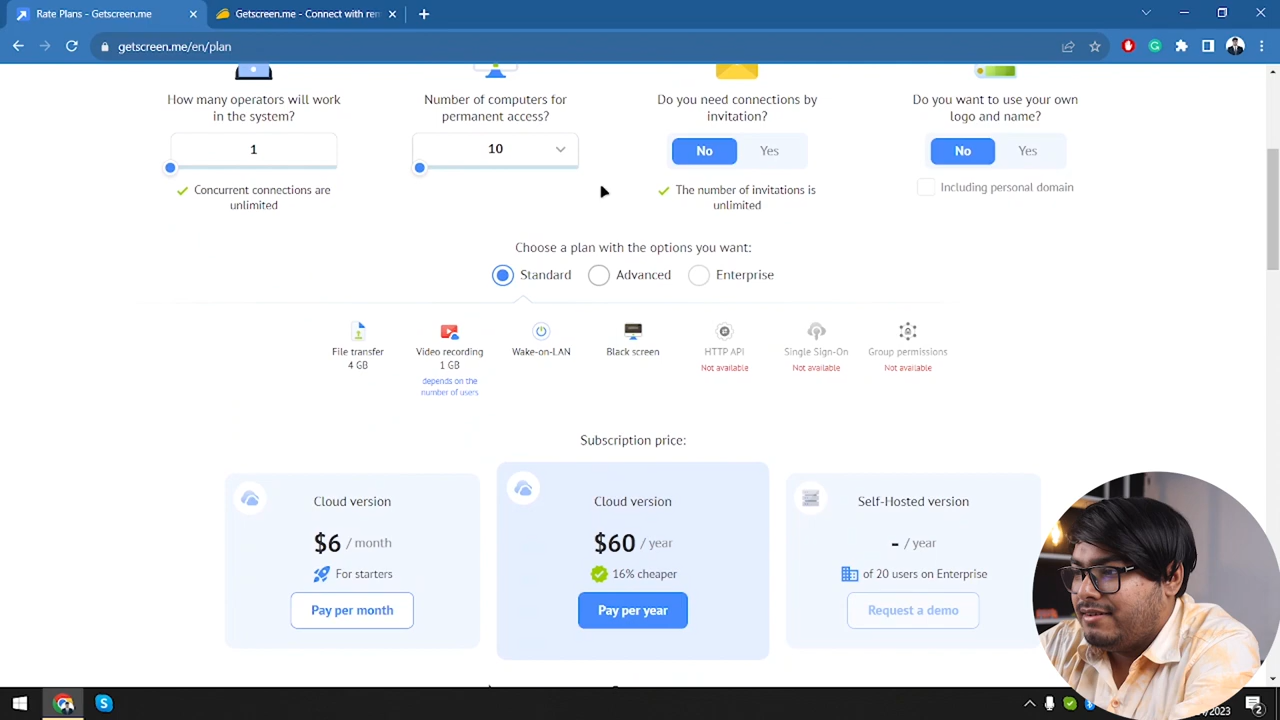 Rate Plans - Getscreen.me
Getscreen.me - Connect with rem
getscreen.me/en/plan
How many operators will work
in the system?
Number of computers for
permanent access?
Do you need connections by
invitation?
Do you want to use your own
logo and name?
1
10
No Yes
No Yes
Concurrent connections are
unlimited
The number of invitations is
unlimited
Including personal domain
Choose a plan with the options you want:
Standard Advanced Enterprise
File transfer
4 GB
Video recording
1 GB
depends on the
number of users
Wake-on-LAN
Black screen
HTTP API
Not available
Single Sign-On
Not available
Group permissions
Not available
Subscription price:
Cloud version
$6 / month
For starters
Pay per month
Cloud version
$60 / year
16% cheaper
Pay per year
Self-Hosted version
- / year
of 20 users on Enterprise
Request a demo
/2023
2